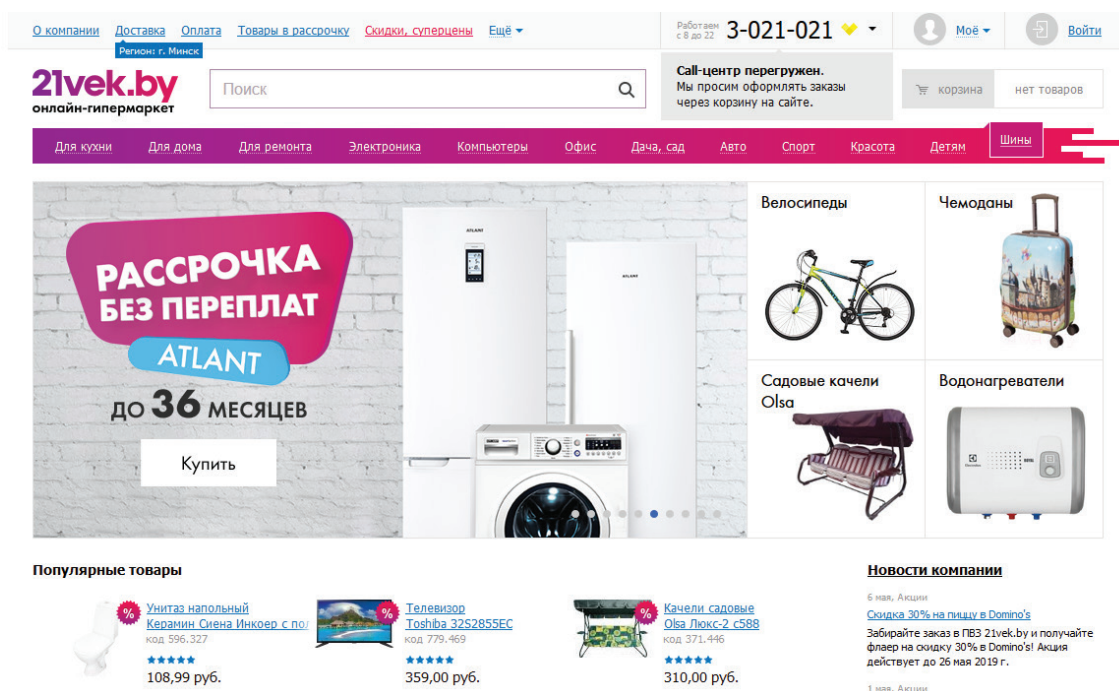 О компании Доставка Оплата Товары в рассрочку Скидки, суперцены Ещё
Работаем
с 8 до 22
3-021-021
Моё
Войти
Регион: г. Минск
21vek.by
онлайн-гипермаркет
Поиск
Call-центр перегружен.
Мы просим оформлять заказы
через корзину на сайте.
корзина нет товаров
Для кухни Для дома Для ремонта Электроника Компьютеры Офис Дача, сад Авто Спорт Красота Детям Шины
РАССРОЧКА
БЕЗ ПЕРЕПЛАТ
ATLANT
ДО 36 МЕСЯЦЕВ
Купить
ATLANT
ATLANT
Велосипеды
Чемоданы
Садовые качели
Olsa
Водонагреватели
Популярные товары
%
Унитаз напольный
Керамин Сиена Инкоер с пол
код 596.327
108,99 руб.
%
Телевизор
Toshiba 32S2855EC
код 779.469
359,00 руб.
%
Качели садовые
Olsa Люкс-2 с588
код 371.446
310,00 руб.
Новости компании
6 мая, Акции
Скидка 30% на пиццу в Domino's
Забирайте заказ в ПВЗ 21vek.by и получайте
флаер на скидку 30% в Domino's! Акция
действует до 26 мая 2019 г.
1 мая, Акции